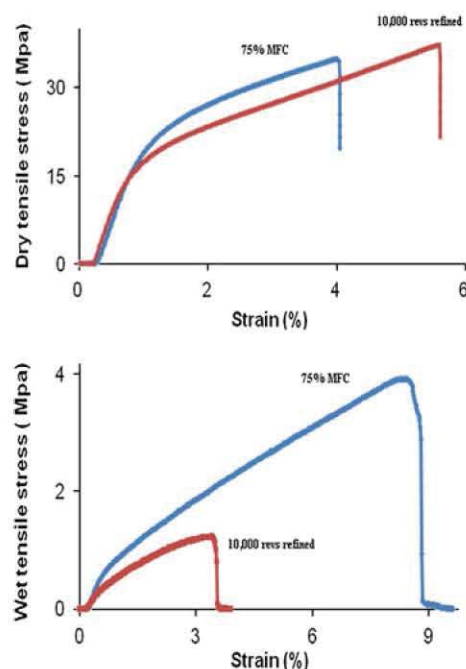 10,000 revs refined
75% MFC
Dry tensile stress ( Mpa)
30
15
0
0
2
4
6
Strain (%)
75% MFC
Wet tensile stress ( Mpa)
4
2
0
10,000 revs refined
0
3
6
9
Strain (%)